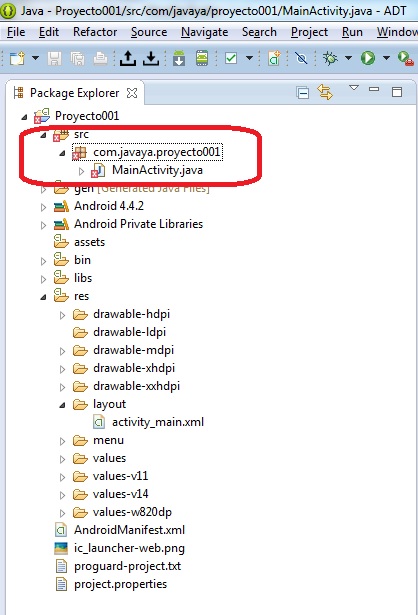 Java - Proyecto001/src/com/javaya/proyecto001/MainActivity.java - ADT
File Edit Refactor Source Navigate Search Project Run Window
Package Explorer
Proyecto001
src
com.javaya.proyecto001
MainActivity.java
gen [Generated Java Files]
Android 4.4.2
Android Private Libraries
assets
bin
libs
res
drawable-hdpi
drawable-ldpi
drawable-mdpi
drawable-xhdpi
drawable-xxhdpi
layout
activity_main.xml
menu
values
values-v11
values-v14
values-w820dp
AndroidManifest.xml
ic_launcher-web.png
proguard-project.txt
project.properties